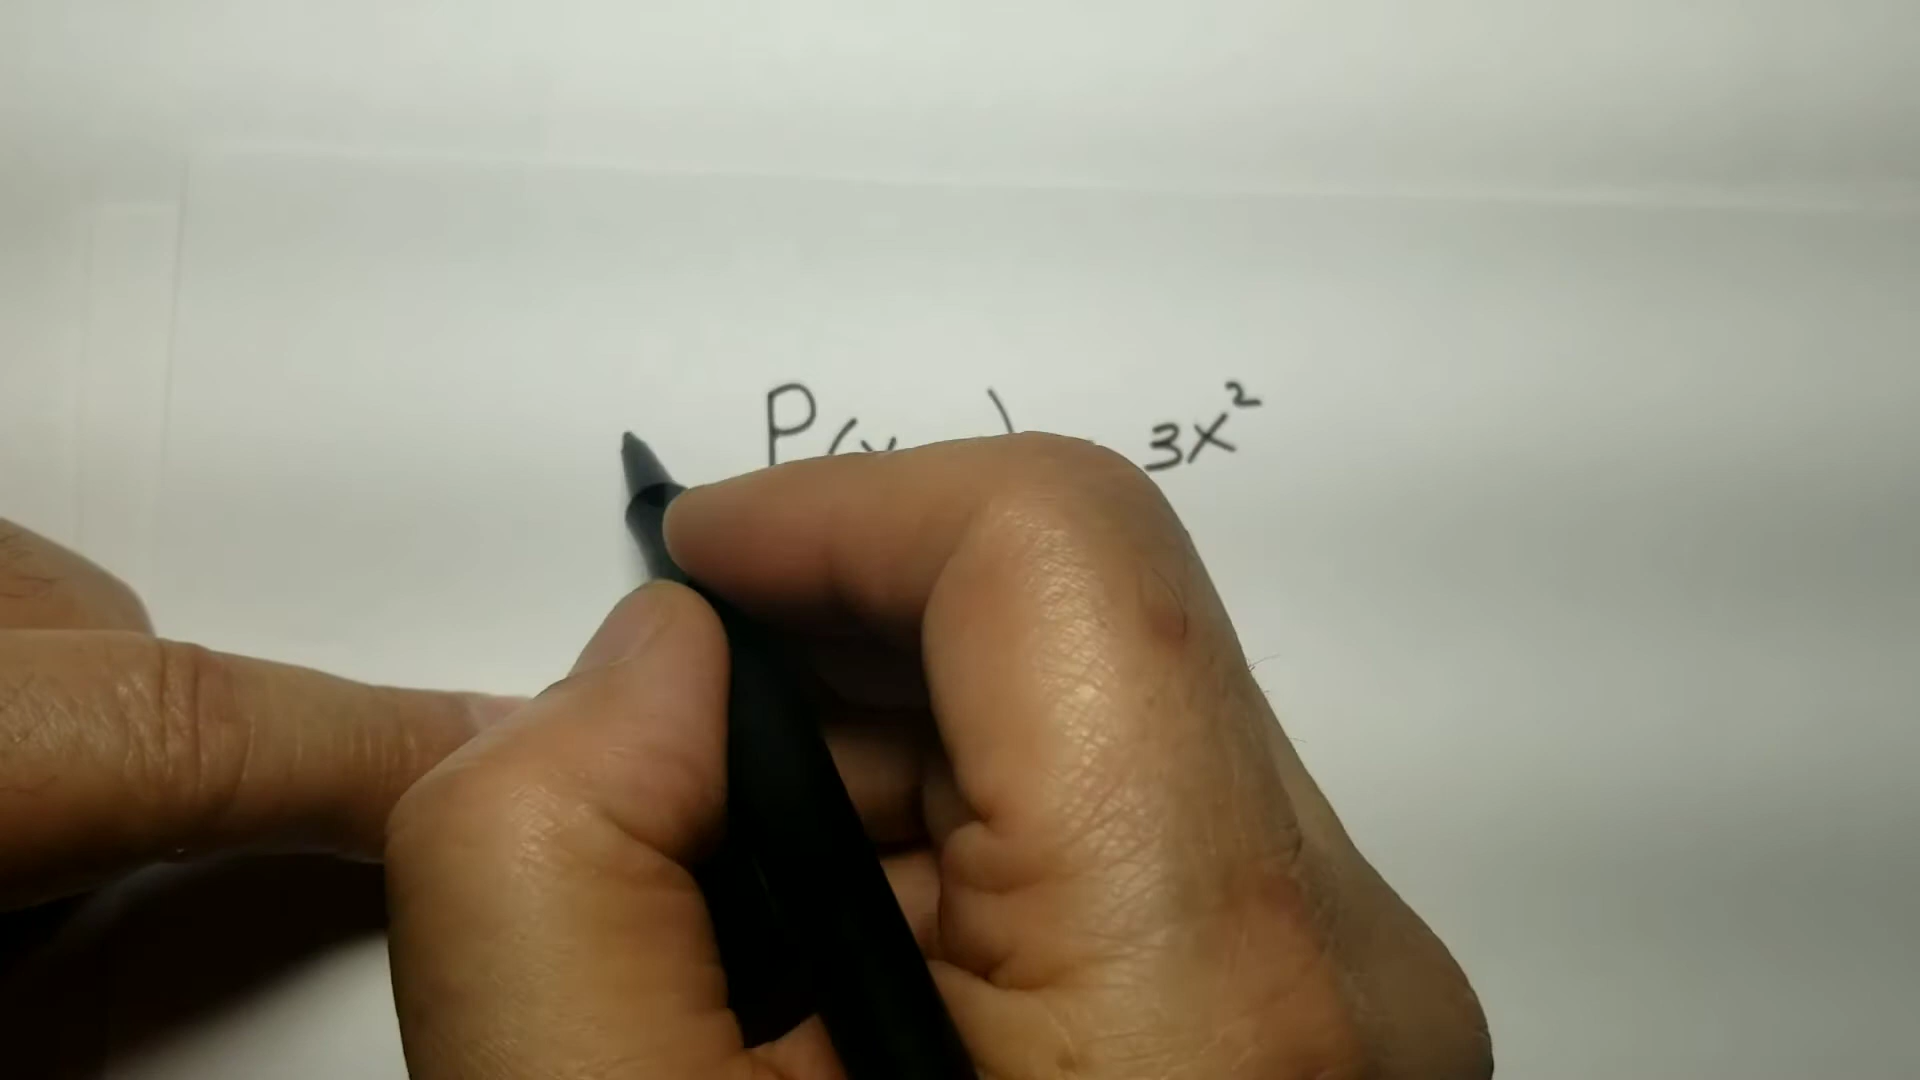 P(x ) = 3x²